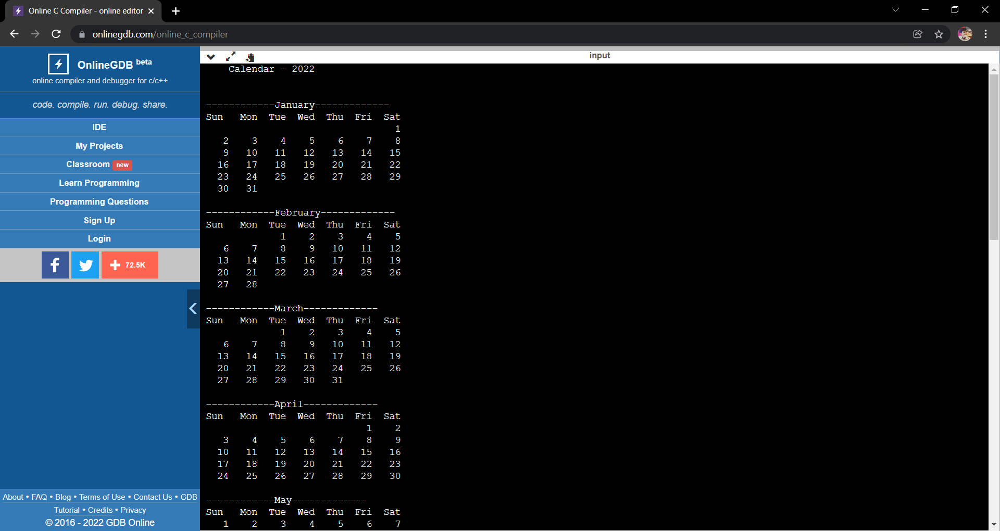 Online C Compiler - online editor
onlinegdb.com/online_c_compiler
OnlineGDB beta
online compiler and debugger for c/c++
code. compile. run. debug. share.
IDE
My Projects
Classroom new
Learn Programming
Programming Questions
Sign Up
Login
72.5K
About • FAQ • Blog • Terms of Use • Contact Us • GDB
Tutorial • Credits • Privacy
© 2016 - 2022 GDB Online
input
Calendar - 2022
------------January-------------
Sun Mon Tue Wed Thu Fri Sat
1
2 3 4 5 6 7 8
9 10 11 12 13 14 15
16 17 18 19 20 21 22
23 24 25 26 27 28 29
30 31
------------February-------------
Sun Mon Tue Wed Thu Fri Sat
1 2 3 4 5
6 7 8 9 10 11 12
13 14 15 16 17 18 19
20 21 22 23 24 25 26
27 28
------------March-------------
Sun Mon Tue Wed Thu Fri Sat
1 2 3 4 5
6 7 8 9 10 11 12
13 14 15 16 17 18 19
20 21 22 23 24 25 26
27 28 29 30 31
------------April-------------
Sun Mon Tue Wed Thu Fri Sat
1 2
3 4 5 6 7 8 9
10 11 12 13 14 15 16
17 18 19 20 21 22 23
24 25 26 27 28 29 30
------------May-------------
Sun Mon Tue Wed Thu Fri Sat
1 2 3 4 5 6 7